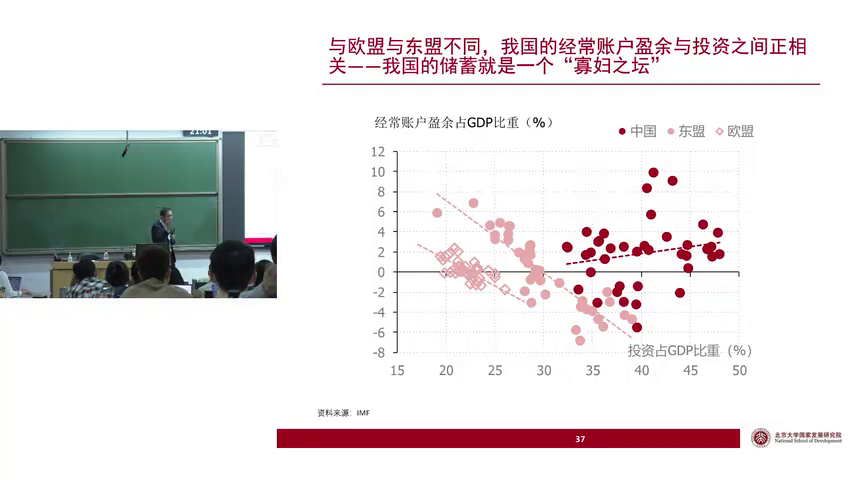 与欧盟与东盟不同，我国的经常账户盈余与投资之间正相
关——我国的储蓄就是一个“寡妇之坛”
经常账户盈余占GDP比重（%）
中国 东盟 欧盟
12
10
8
6
4
2
0
-2
-4
-6
-8
投资占GDP比重（%）
15 20 25 30 35 40 45 50
资料来源：IMF
37
北京大学国家发展研究院
National School of Development
21:01